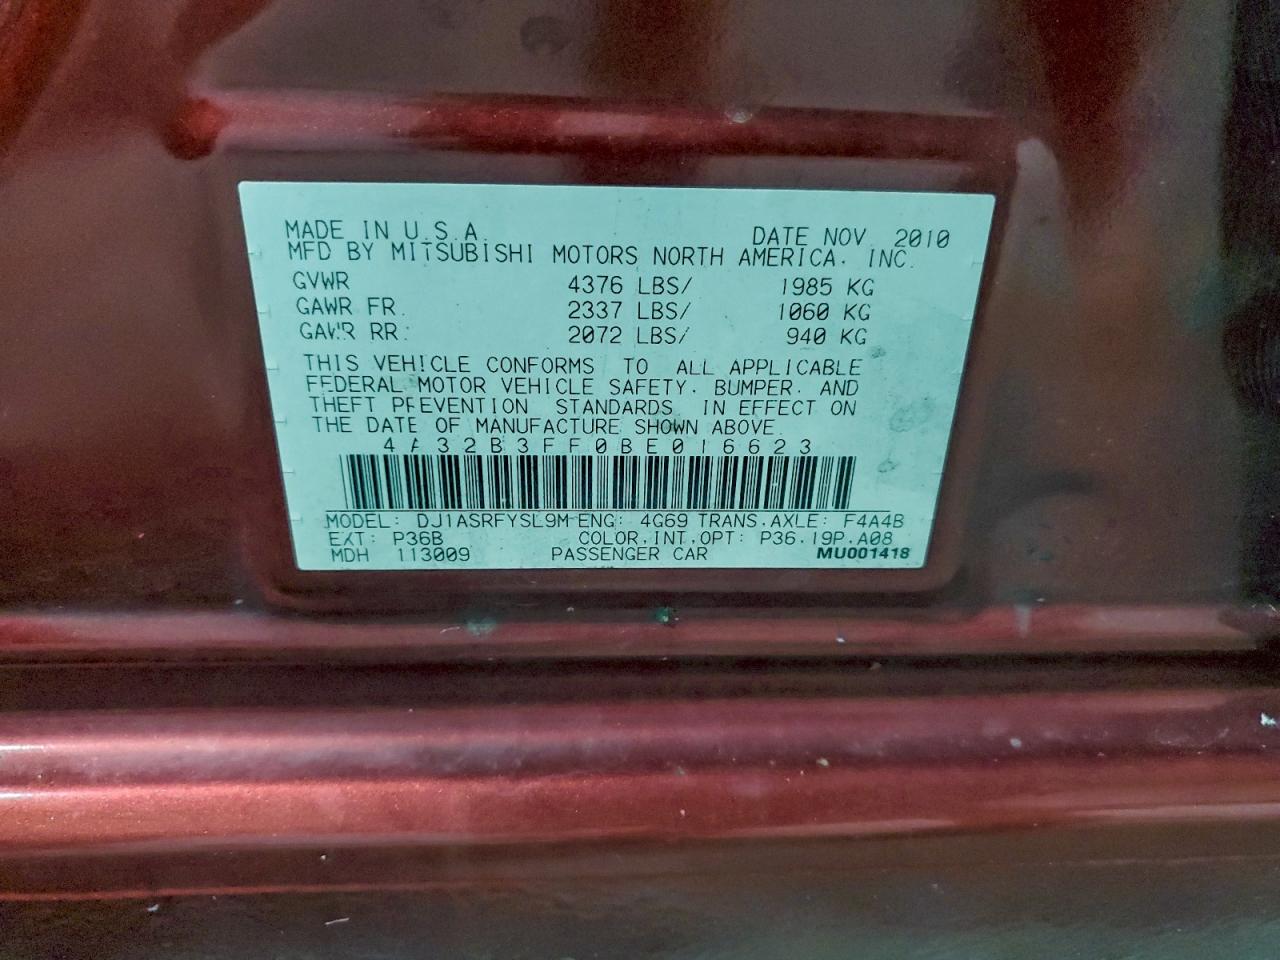 MADE IN U.S.A. DATE NOV 2010
MFD BY MITSUBISHI MOTORS NORTH AMERICA. INC.
GVWR 4376 LBS/ 1985 KG
GAWR FR. 2337 LBS/ 1060 KG
GAWR RR: 2072 LBS/ 940 KG
THIS VEHICLE CONFORMS TO ALL APPLICABLE
FEDERAL MOTOR VEHICLE SAFETY. BUMPER. AND
THEFT PREVENTION STANDARDS IN EFFECT ON
THE DATE OF MANUFACTURE SHOWN ABOVE.
4A32B3FF0BE016623
MODEL: DJ1ASRFYSL9M ENG: 4G69 TRANS.AXLE: F4A4B
EXT: P36B COLOR.INT.OPT: P36.19P.A08
MDH 113009 PASSENGER CAR MU001418